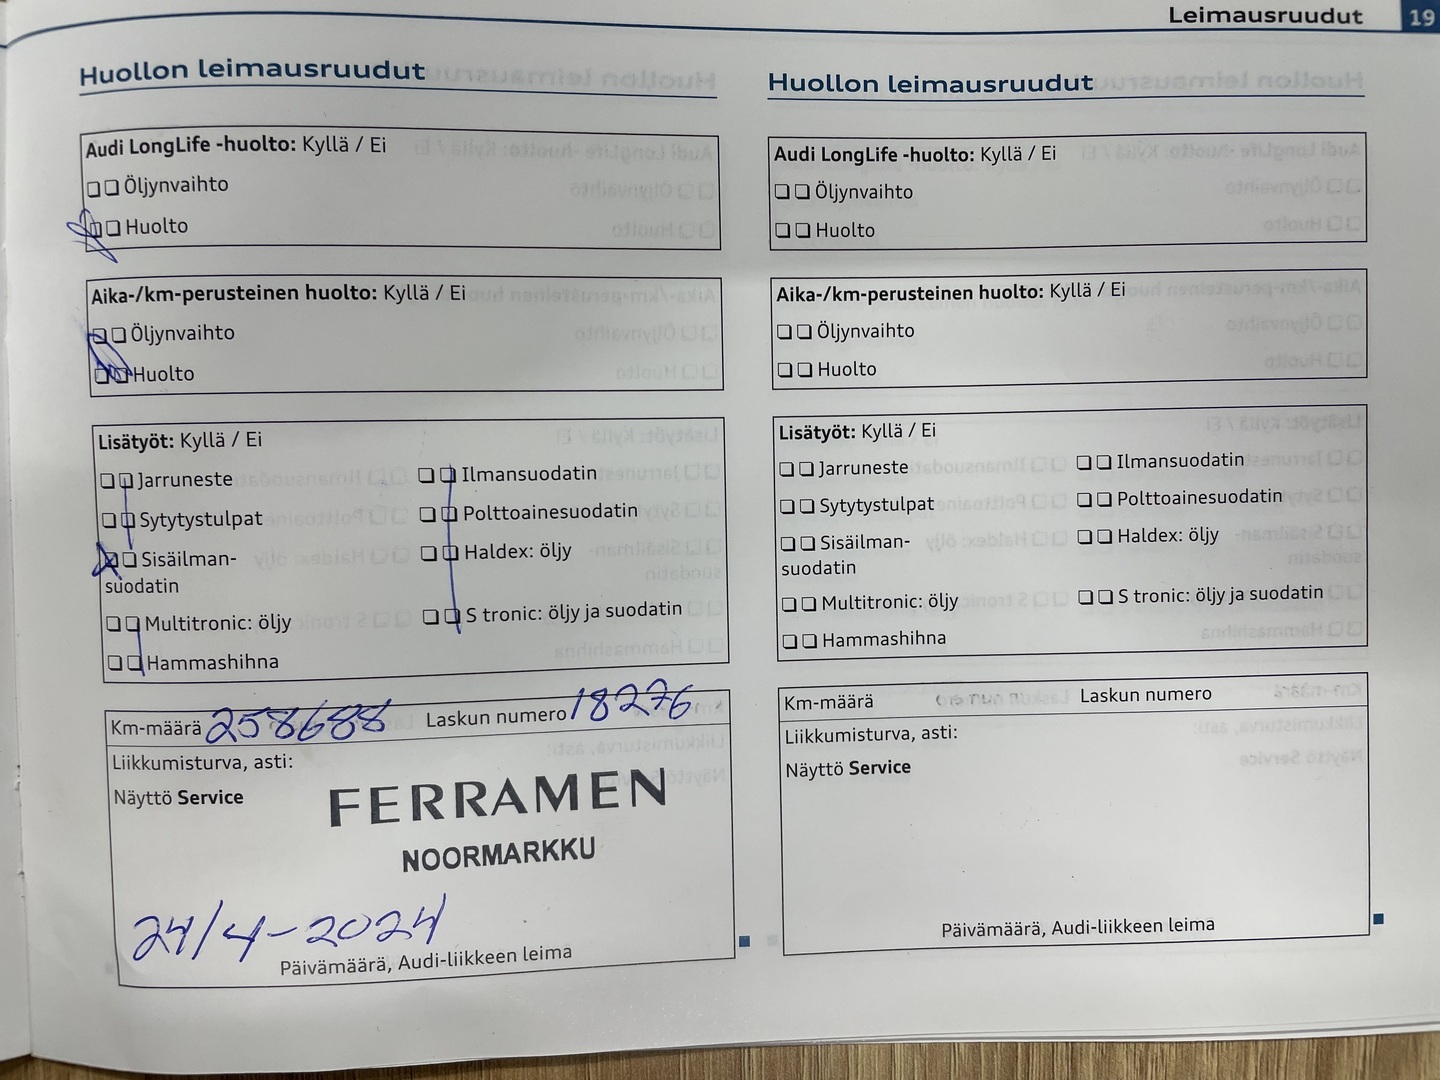 Leimausruudut 19
Huollon leimausruudut
Audi LongLife -huolto: Kyllä / Ei
Öljynvaihto
Huolto
Aika-/km-perusteinen huolto: Kyllä / Ei
Öljynvaihto
Huolto
Lisätyöt: Kyllä / Ei
Jarruneste
Sytytystulpat
Sisäilman-
suodatin
Multitronic: öljy
Hammashihna
Ilmansuodatin
Polttoainesuodatin
Haldex: öljy
S tronic: öljy ja suodatin
Km-määrä 258688 Laskun numero 18276
Liikkumisturva, asti:
Näyttö Service
FERRAMEN
NOORMARKKU
24/4-2024
Päivämäärä, Audi-liikkeen leima
Huollon leimausruudut
Audi LongLife -huolto: Kyllä / Ei
Öljynvaihto
Huolto
Aika-/km-perusteinen huolto: Kyllä / Ei
Öljynvaihto
Huolto
Lisätyöt: Kyllä / Ei
Jarruneste
Sytytystulpat
Sisäilman-
suodatin
Multitronic: öljy
Hammashihna
Ilmansuodatin
Polttoainesuodatin
Haldex: öljy
S tronic: öljy ja suodatin
Km-määrä Laskun numero
Liikkumisturva, asti:
Näyttö Service
Päivämäärä, Audi-liikkeen leima